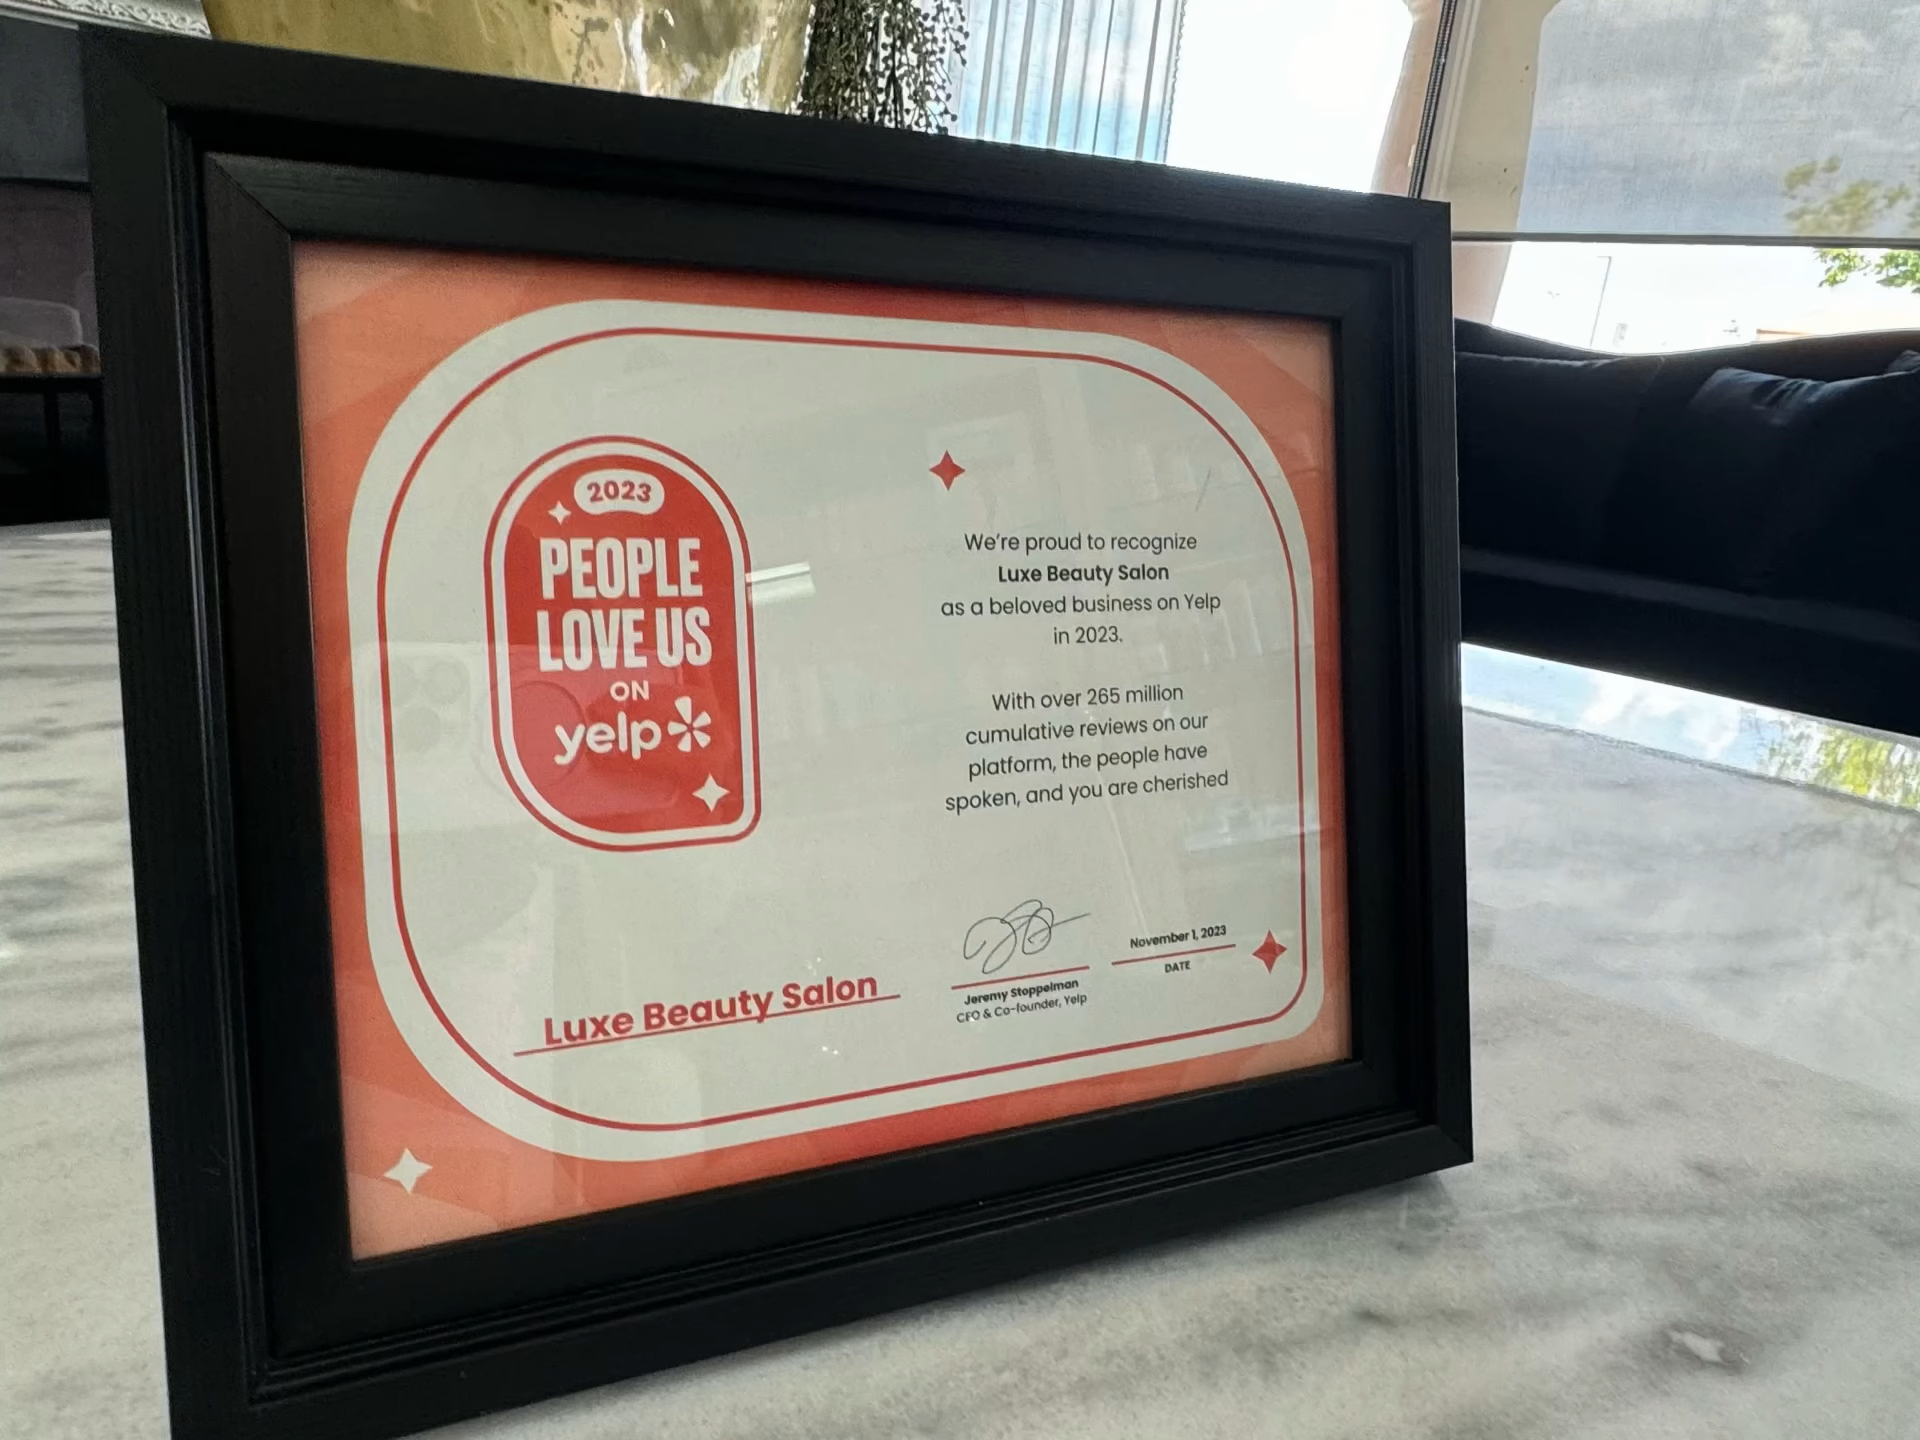 2023
PEOPLE
LOVE US
ON
yelp
We're proud to recognize
Luxe Beauty Salon
as a beloved business on Yelp
in 2023.
With over 265 million
cumulative reviews on our
platform, the people have
spoken, and you are cherished
Luxe Beauty Salon
Jeremy Stoppelman
CFO & Co-founder, Yelp
November 1, 2023
DATE